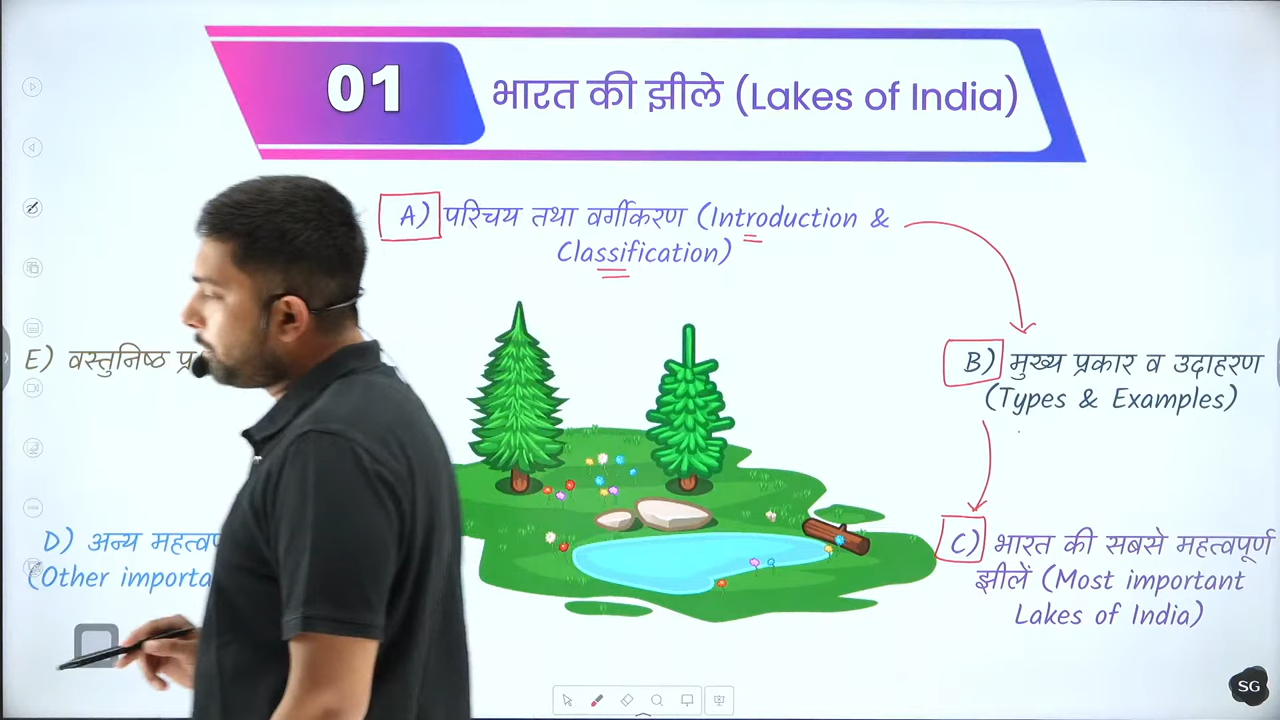 01
भारत की झीले (Lakes of India)
A) परिचय तथा वर्गीकरण (Introduction &
Classification)
B) मुख्य प्रकार व उदाहरण
(Types & Examples)
C) भारत की सबसे महत्वपूर्ण
झीलें (Most important
Lakes of India)
D) अन्य
(Other
E) वस्तुनिष्ठ
SG